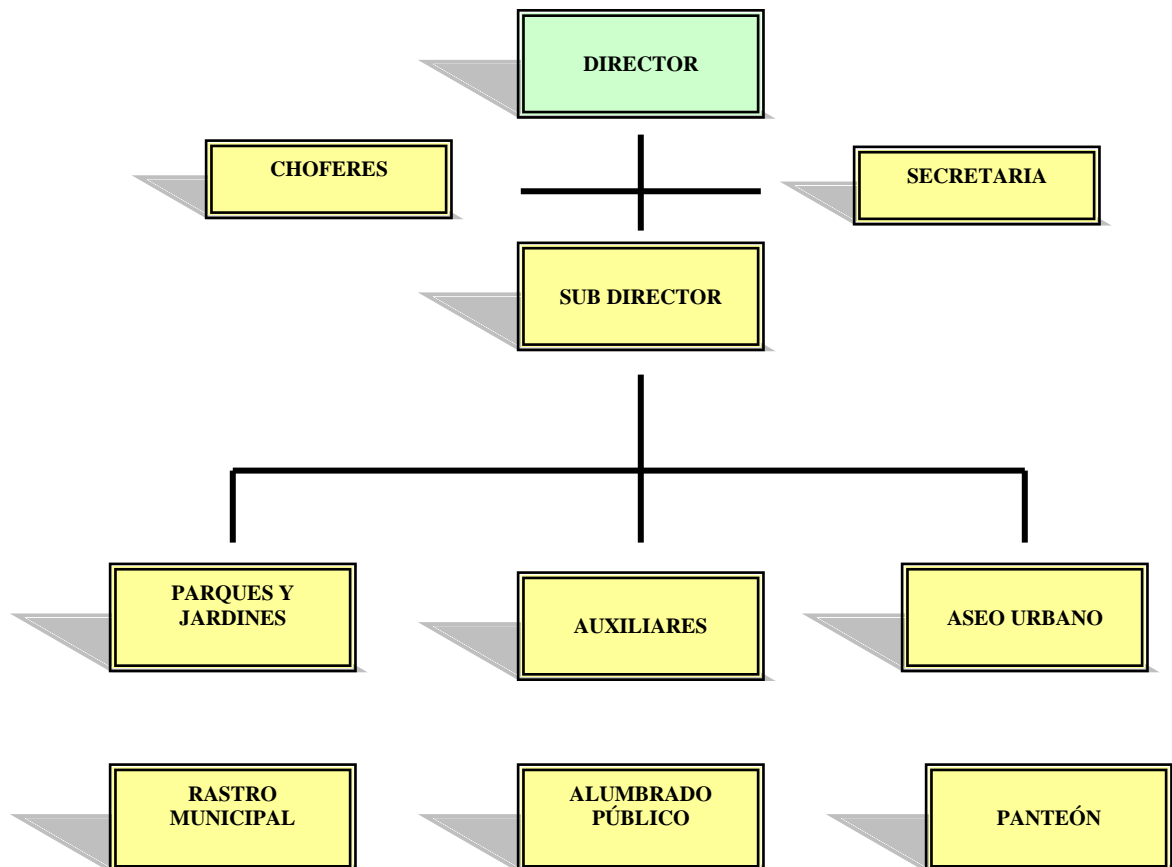 DIRECTOR
CHOFERES
SECRETARIA
SUB DIRECTOR
PARQUES Y
JARDINES
AUXILIARES
ASEO URBANO
RASTRO
MUNICIPAL
ALUMBRADO
PÚBLICO
PANTEÓN